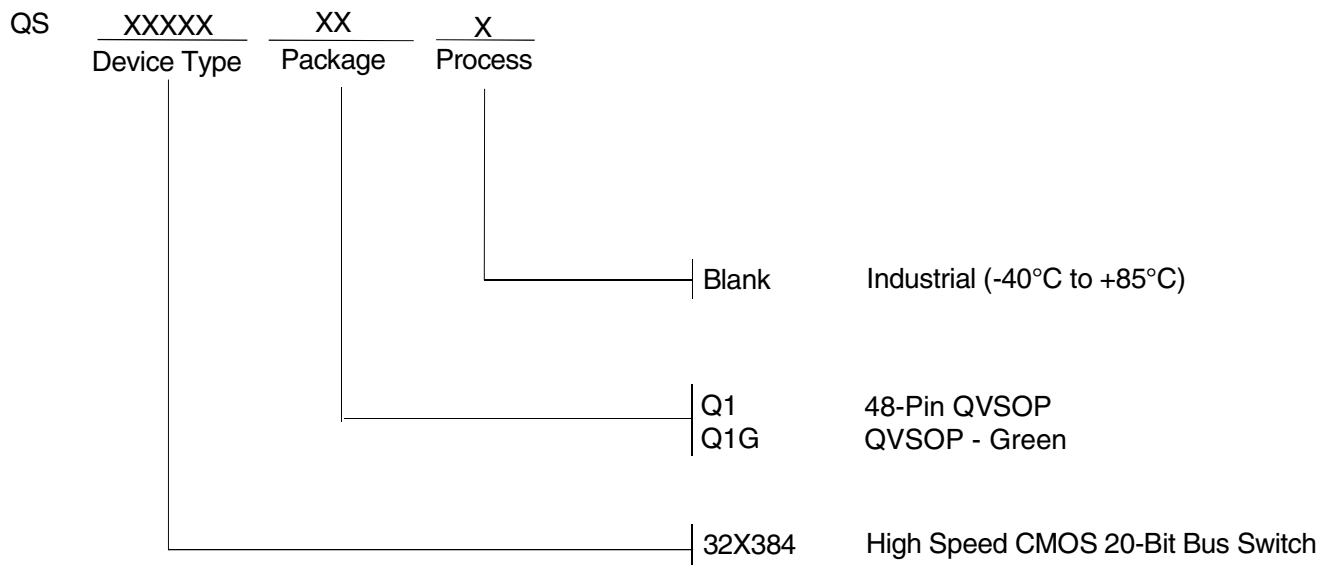 QS XXXXX XX X
Device Type Package Process
Blank Industrial (-40°C to +85°C)
Q1 48-Pin QVSOP
Q1G QVSOP - Green
32X384 High Speed CMOS 20-Bit Bus Switch